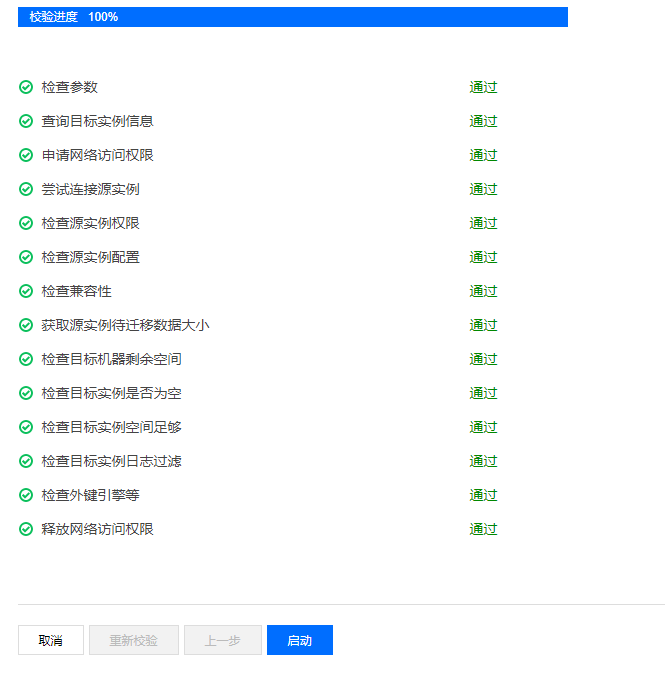 校验进度 100%
检查参数 通过
查询目标实例信息 通过
申请网络访问权限 通过
尝试连接源实例 通过
检查源实例权限 通过
检查源实例配置 通过
检查兼容性 通过
获取源实例待迁移数据大小 通过
检查目标机器剩余空间 通过
检查目标实例是否为空 通过
检查目标实例空间足够 通过
检查目标实例日志过滤 通过
检查外键引擎等 通过
释放网络访问权限 通过
取消 重新校验 上一步 启动